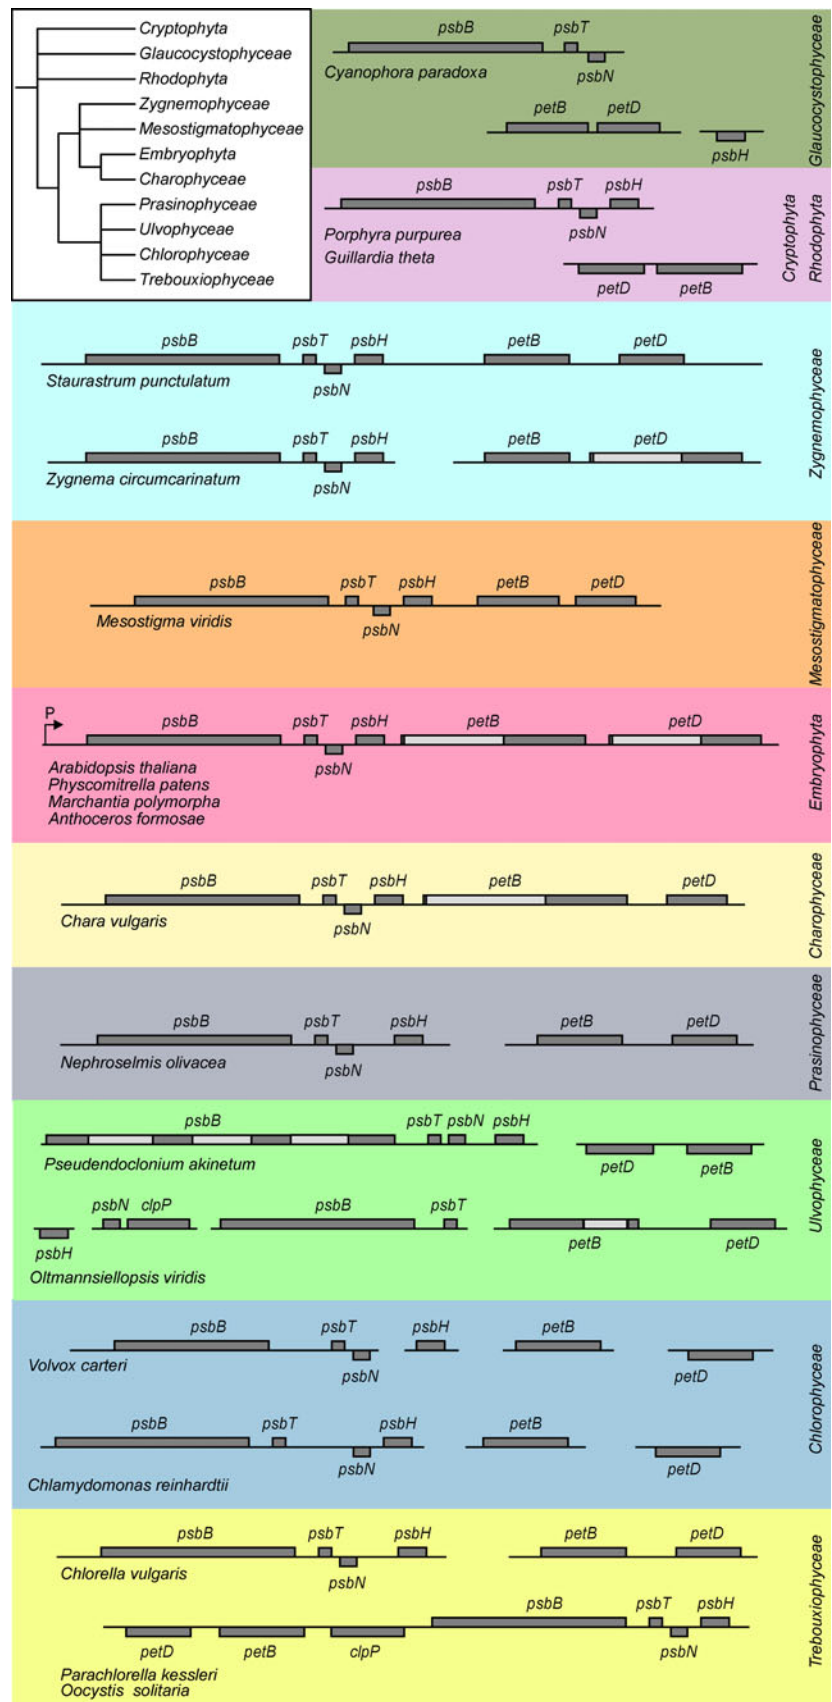 Cryptophyta
Glaucocystophyceae
Rhodophyta
Zygnemophyceae
Mesostigmatophyceae
Embryophyta
Charophyceae
Prasinophyceae
Ulvophyceae
Chlorophyceae
Trebouxiophyceae
psbB psbT
Cyanophora paradoxa psbN
petB petD
psbH
Glaucocystophyceae
psbB psbT psbH
Porphyra purpurea psbN
Guillardia theta
petD petB
Cryptophyta
Rhodophyta
psbB psbT psbH petB petD
Staurastrum punctulatum psbN
psbB psbT psbH petB petD
Zygnema circumcarinatum psbN
Zygnemophyceae
psbB psbT psbH petB petD
Mesostigma viridis psbN
Mesostigmatophyceae
P
psbB psbT psbH petB petD
psbN
Arabidopsis thaliana
Physcomitrella patens
Marchantia polymorpha
Anthoceros formosae
Embryophyta
psbB psbT psbH petB petD
Chara vulgaris psbN
Charophyceae
psbB psbT psbH petB petD
Nephroselmis olivacea psbN
Prasinophyceae
psbB psbT psbN psbH
Pseudendoclonium akinetum petD petB
psbN clpP psbB psbT
psbH petB petD
Oltmannsiellopsis viridis
Ulvophyceae
psbB psbT psbH petB
Volvox carteri psbN petD
psbB psbT psbH petB
psbN petD
Chlamydomonas reinhardtii
Chlorophyceae
psbB psbT psbH petB petD
Chlorella vulgaris psbN
psbB psbT psbH
petD petB clpP psbN
Parachlorella kessleri
Oocystis solitaria
Trebouxiophyceae